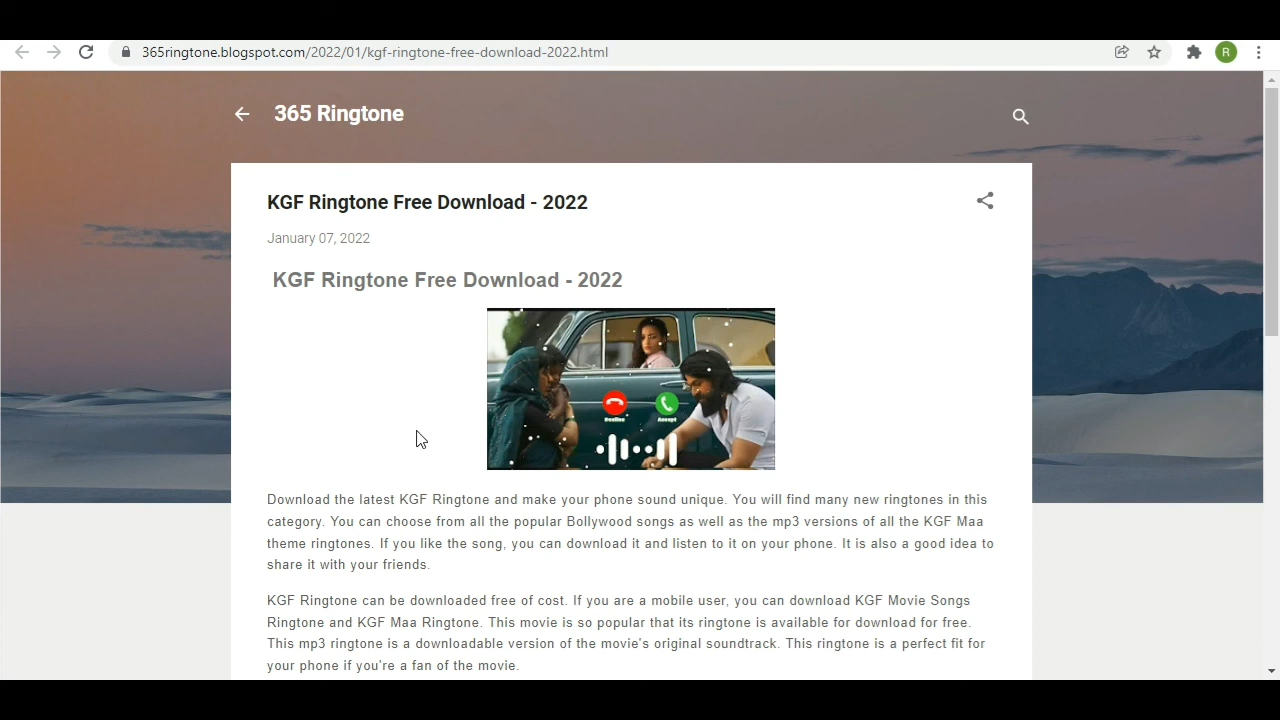 365ringtone.blogspot.com/2022/01/kgf-ringtone-free-download-2022.html
R
365 Ringtone
KGF Ringtone Free Download - 2022
January 07, 2022
KGF Ringtone Free Download - 2022
Decline Accept
Download the latest KGF Ringtone and make your phone sound unique. You will find many new ringtones in this
category. You can choose from all the popular Bollywood songs as well as the mp3 versions of all the KGF Maa
theme ringtones. If you like the song, you can download it and listen to it on your phone. It is also a good idea to
share it with your friends.
KGF Ringtone can be downloaded free of cost. If you are a mobile user, you can download KGF Movie Songs
Ringtone and KGF Maa Ringtone. This movie is so popular that its ringtone is available for download for free.
This mp3 ringtone is a downloadable version of the movie's original soundtrack. This ringtone is a perfect fit for
your phone if you're a fan of the movie.